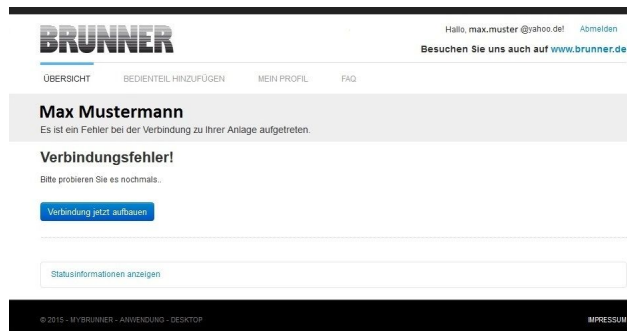 BRUNNER
Hallo, max.muster @yahoo.de! Abmelden
Besuchen Sie uns auch auf www.brunner.de
ÜBERSICHT BEDIENTEIL HINZUFÜGEN MEIN PROFIL FAQ
Max Mustermann
Es ist ein Fehler bei der Verbindung zu Ihrer Anlage aufgetreten.
Verbindungsfehler!
Bitte probieren Sie es nochmals..
Verbindung jetzt aufbauen
Statusinformationen anzeigen
© 2015 - MYBRUNNER - ANWENDUNG - DESKTOP IMPRESSUM